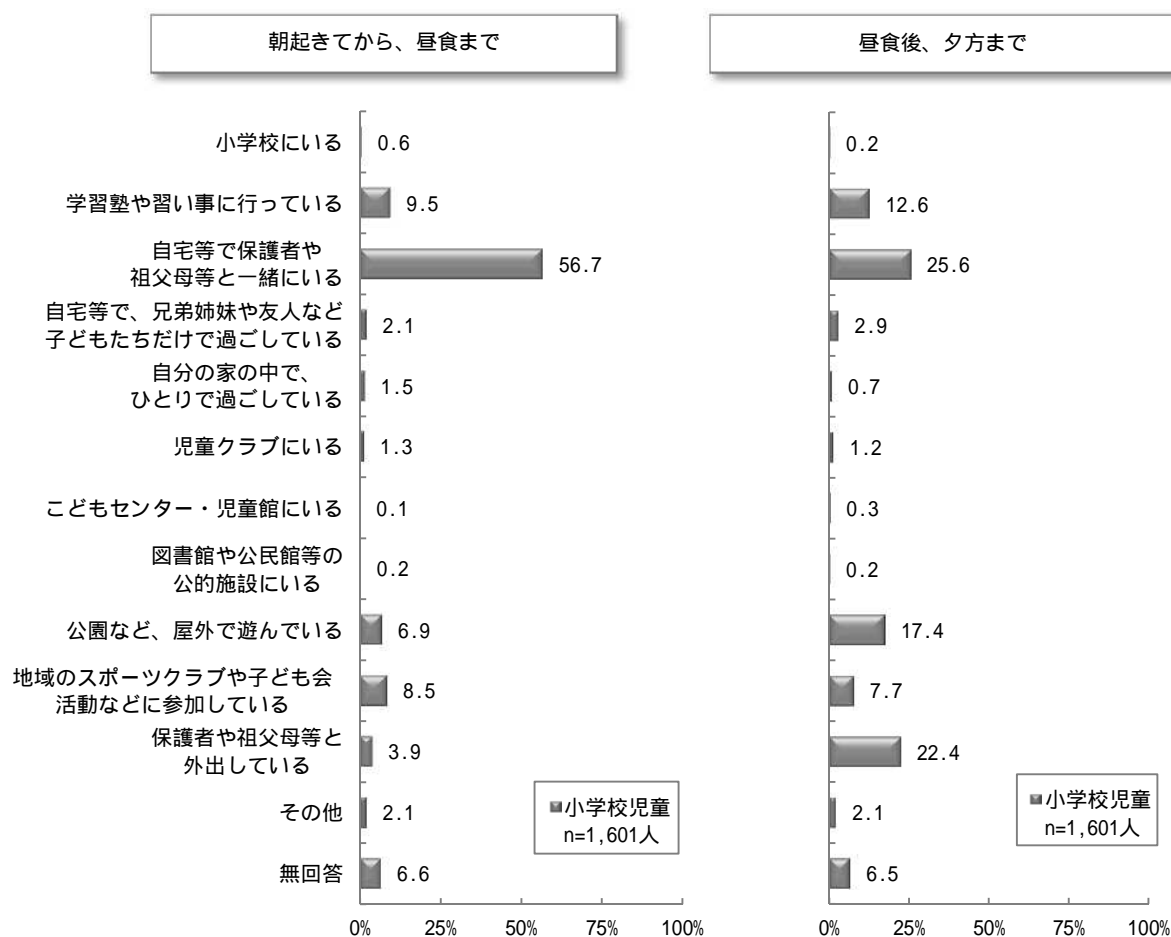 朝起きてから、昼食まで
昼食後、夕方まで
小学校にいる 0.6 0.2
学習塾や習い事に行っている 9.5 12.6
自宅等で保護者や
祖父母等と一緒にいる 56.7 25.6
自宅等で、兄弟姉妹や友人など
子どもたちだけで過ごしている 2.1 2.9
自分の家の中で、
ひとりで過ごしている 1.5 0.7
児童クラブにいる 1.3 1.2
こどもセンター・児童館にいる 0.1 0.3
図書館や公民館等の
公的施設にいる 0.2 0.2
公園など、屋外で遊んでいる 6.9 17.4
地域のスポーツクラブや子ども会
活動などに参加している 8.5 7.7
保護者や祖父母等と
外出している 3.9 22.4
その他 2.1 2.1
無回答 6.6 6.5
小学校児童
n=1,601人
小学校児童
n=1,601人
0% 25% 50% 75% 100%
0% 25% 50% 75% 100%